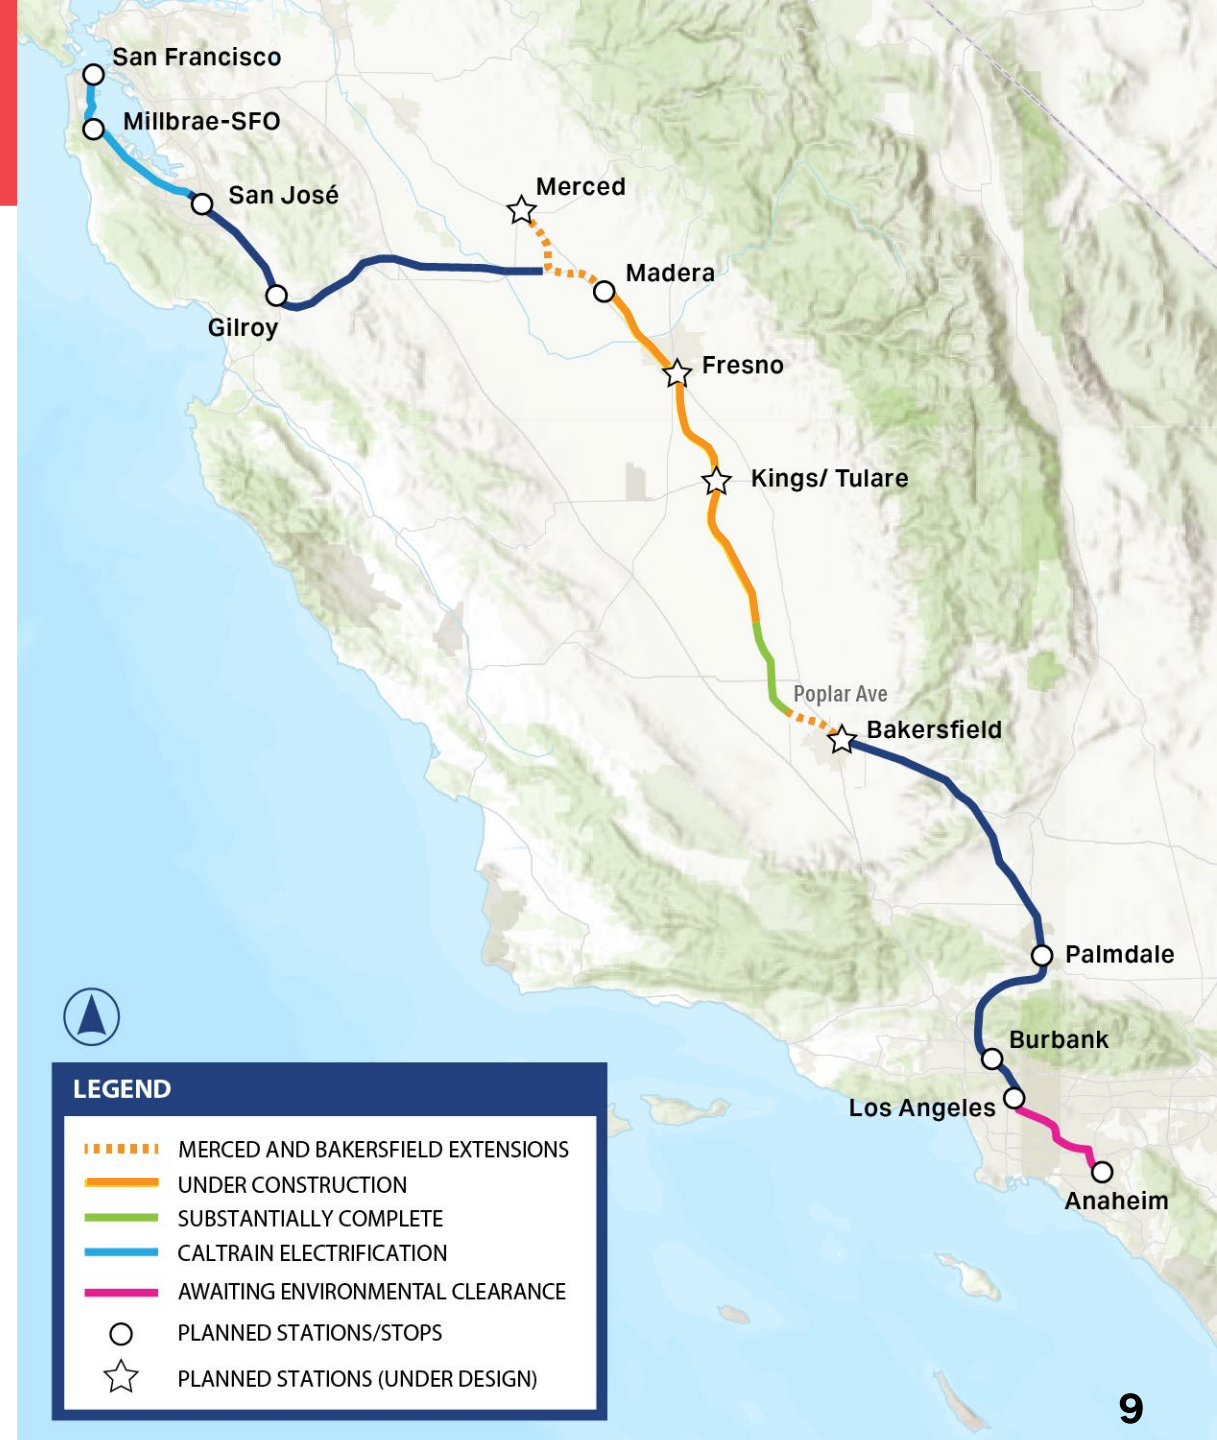 San Francisco
Millbrae-SFO
San José
Merced
Madera
Gilroy
Fresno
Kings/ Tulare
Poplar Ave
Bakersfield
Palmdale
Burbank
Los Angeles
Anaheim
LEGEND
MERCED AND BAKERSFIELD EXTENSIONS
UNDER CONSTRUCTION
SUBSTANTIALLY COMPLETE
CALTRAIN ELECTRIFICATION
AWAITING ENVIRONMENTAL CLEARANCE
PLANNED STATIONS/STOPS
PLANNED STATIONS (UNDER DESIGN)
9